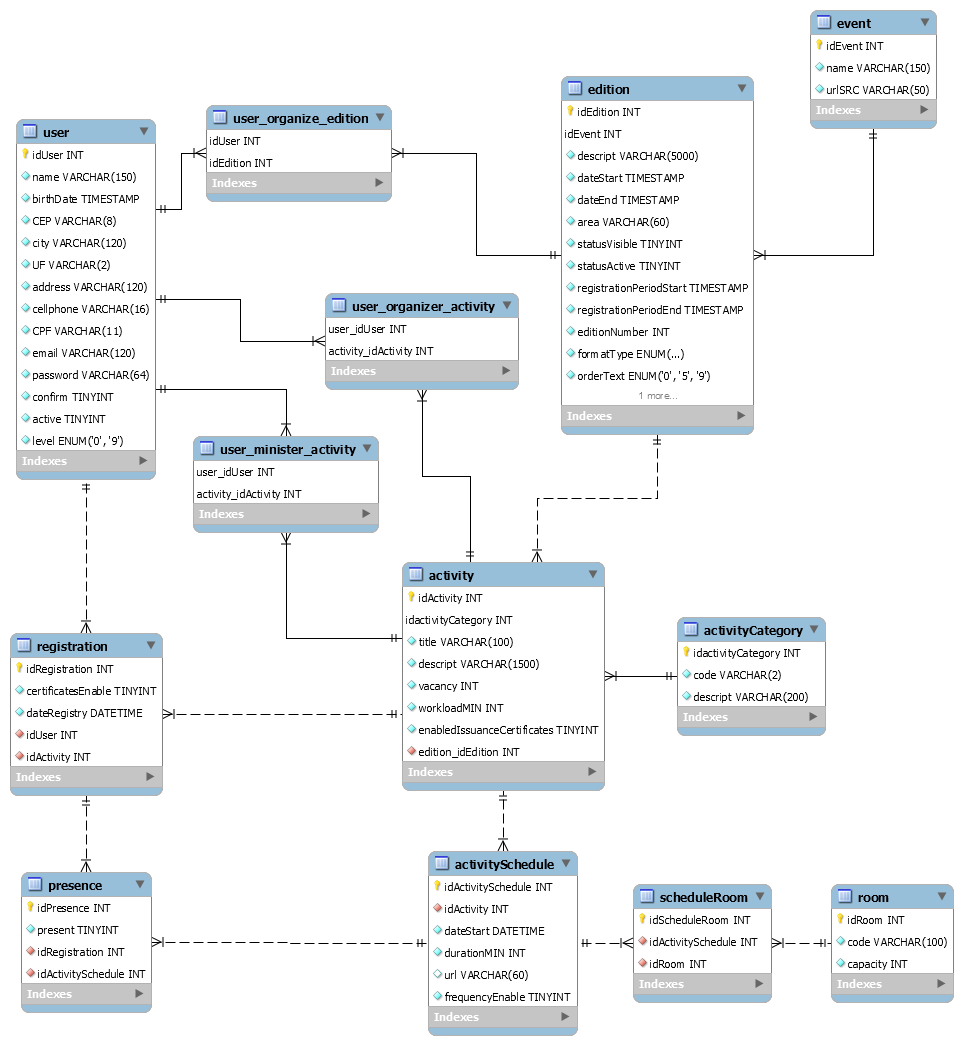 event
idEvent INT
name VARCHAR(150)
urlSRC VARCHAR(50)
Indexes
edition
idEdition INT
idEvent INT
descript VARCHAR(5000)
dateStart TIMESTAMP
dateEnd TIMESTAMP
area VARCHAR(60)
statusVisible TINYINT
statusActive TINYINT
registrationPeriodStart TIMESTAMP
registrationPeriodEnd TIMESTAMP
editionNumber INT
formatType ENUM(...)
orderText ENUM('0', '5', '9')
1 more...
Indexes
user_organize_edition
idUser INT
idEdition INT
Indexes
user
idUser INT
name VARCHAR(150)
birthDate TIMESTAMP
CEP VARCHAR(8)
city VARCHAR(120)
UF VARCHAR(2)
address VARCHAR(120)
cellphone VARCHAR(16)
CPF VARCHAR(11)
email VARCHAR(120)
password VARCHAR(64)
confirm TINYINT
active TINYINT
level ENUM('0', '9')
Indexes
user_organizer_activity
user_idUser INT
activity_idActivity INT
Indexes
user_minister_activity
user_idUser INT
activity_idActivity INT
Indexes
activity
idActivity INT
idactivityCategory INT
title VARCHAR(100)
descript VARCHAR(1500)
vacancy INT
workloadMIN INT
enabledIssuanceCertificates TINYINT
edition_idEdition INT
Indexes
activityCategory
idactivityCategory INT
code VARCHAR(2)
descript VARCHAR(200)
Indexes
registration
idRegistration INT
certificatesEnable TINYINT
dateRegistry DATETIME
idUser INT
idActivity INT
Indexes
presence
idPresence INT
present TINYINT
idRegistration INT
idActivitySchedule INT
Indexes
activitySchedule
idActivitySchedule INT
idActivity INT
dateStart DATETIME
durationMIN INT
url VARCHAR(60)
frequencyEnable TINYINT
Indexes
scheduleRoom
idScheduleRoom INT
idActivitySchedule INT
idRoom INT
Indexes
room
idRoom INT
code VARCHAR(100)
capacity INT
Indexes